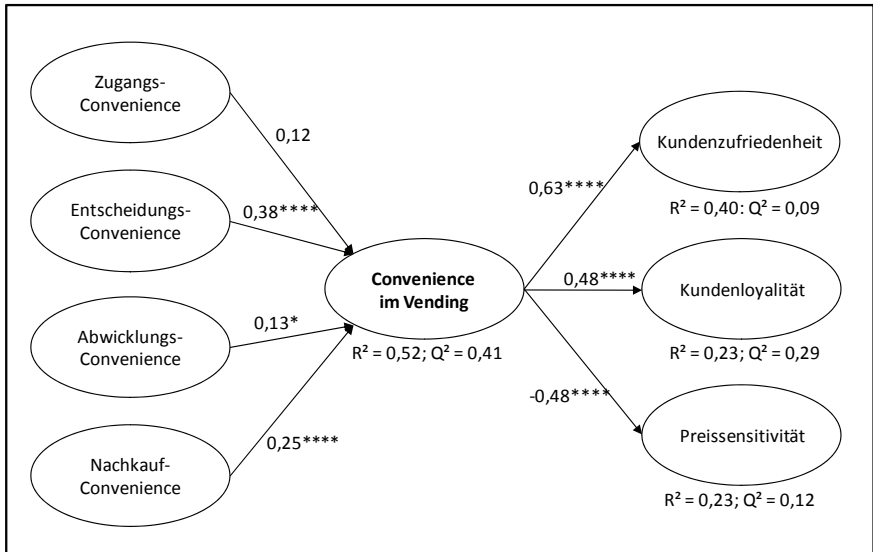 Zugangs-
Convenience
0,12
Entscheidungs-
Convenience
0,38****
Abwicklungs-
Convenience
0,13*
Nachkauf-
Convenience
0,25****
Convenience
im Vending
R² = 0,52; Q² = 0,41
0,63****
Kundenzufriedenheit
R² = 0,40: Q² = 0,09
0,48****
Kundenloyalität
R² = 0,23; Q² = 0,29
-0,48****
Preissensitivität
R² = 0,23; Q² = 0,12